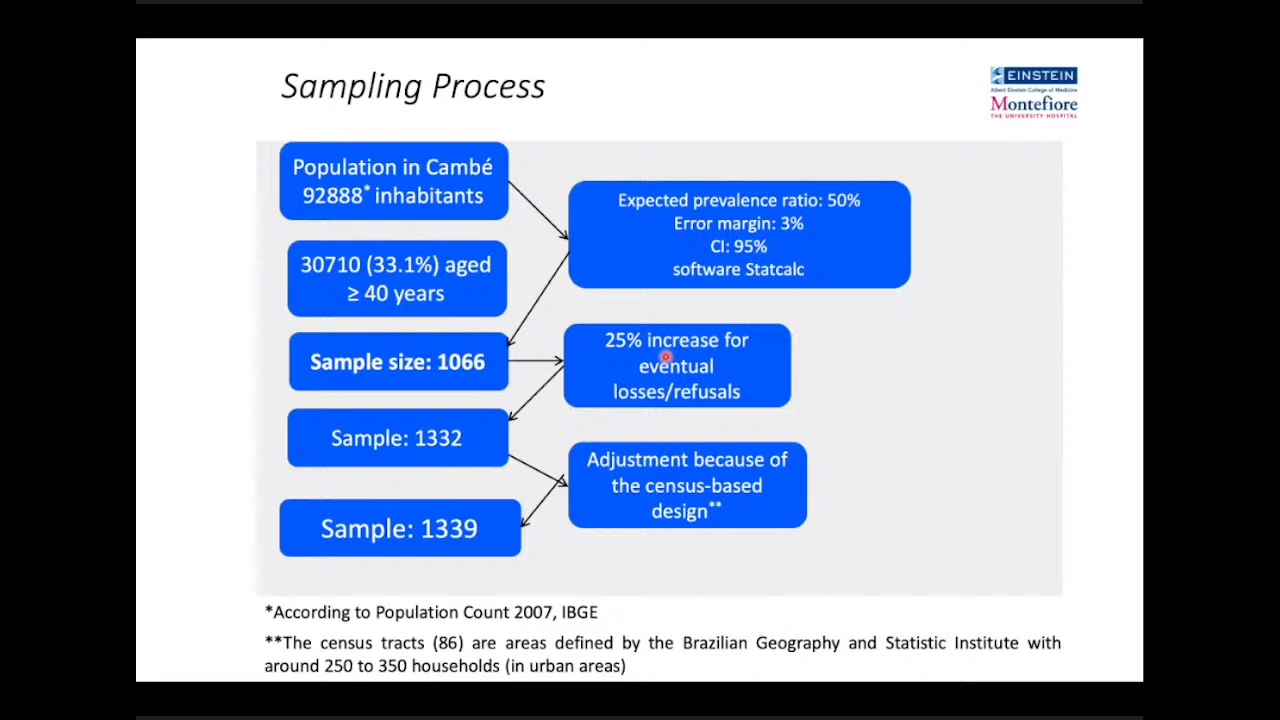 Sampling Process
EINSTEIN
Albert Einstein College of Medicine
Montefiore
THE UNIVERSITY HOSPITAL
Population in Cambé
92888* inhabitants
Expected prevalence ratio: 50%
Error margin: 3%
CI: 95%
software Statcalc
30710 (33.1%) aged
≥ 40 years
Sample size: 1066
25% increase for
eventual
losses/refusals
Sample: 1332
Adjustment because of
the census-based
design**
Sample: 1339
*According to Population Count 2007, IBGE
**The census tracts (86) are areas defined by the Brazilian Geography and Statistic Institute with
around 250 to 350 households (in urban areas)